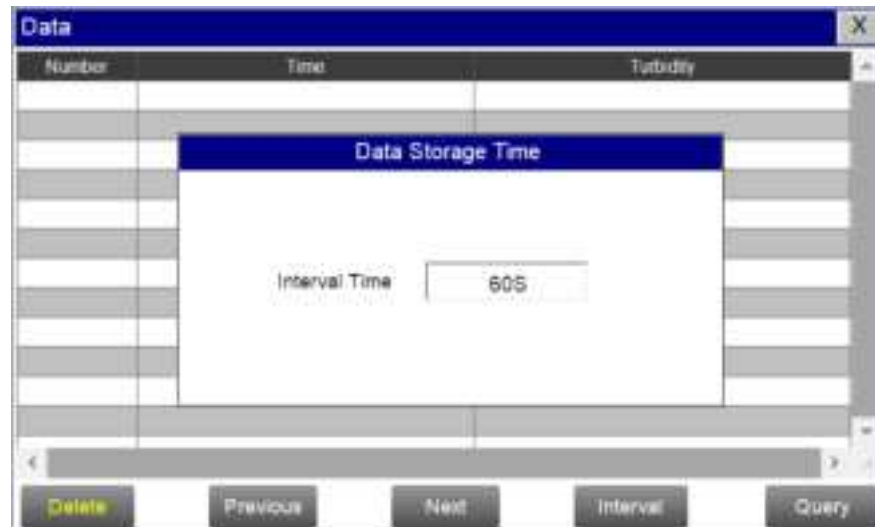 Data X
Number Time Turbidity
Data Storage Time
Interval Time 60S
Delete Previous Next Interval Query